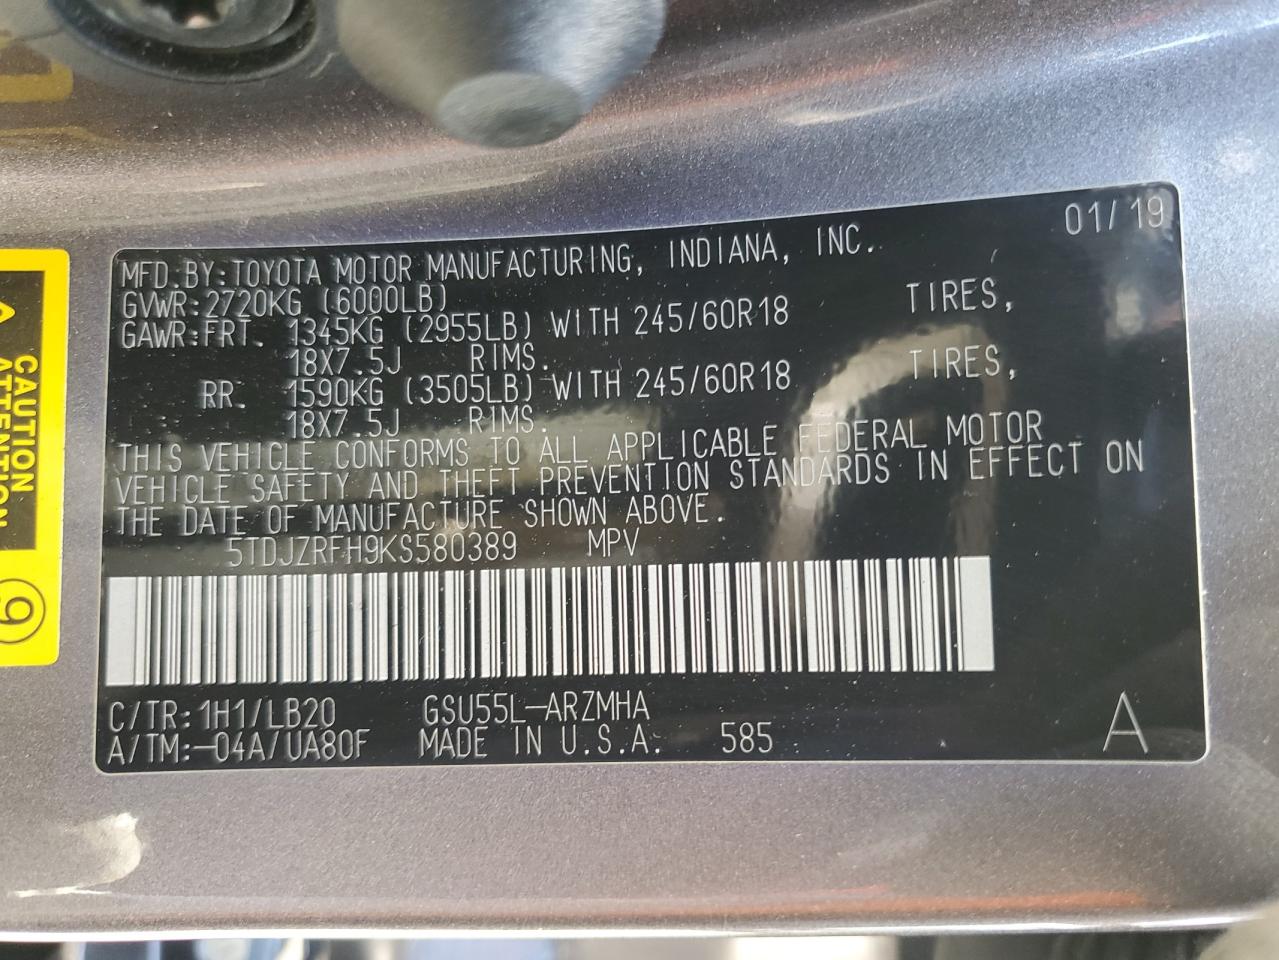 01/19
MFD.BY:TOYOTA MOTOR MANUFACTURING, INDIANA, INC.
GVWR:2720KG (6000LB)
GAWR:FRT. 1345KG (2955LB) WITH 245/60R18 TIRES,
18X7.5J RIMS.
RR. 1590KG (3505LB) WITH 245/60R18 TIRES,
18X7.5J RIMS.
THIS VEHICLE CONFORMS TO ALL APPLICABLE FEDERAL MOTOR
VEHICLE SAFETY AND THEFT PREVENTION STANDARDS IN EFFECT ON
THE DATE OF MANUFACTURE SHOWN ABOVE.
5TDJZRFH9KS580389 MPV
C/TR:1H1/LB20 GSU55L-ARZMHA
A/TM:-04A/UA80F MADE IN U.S.A. 585
A
CAUTION
ATTENTION
9